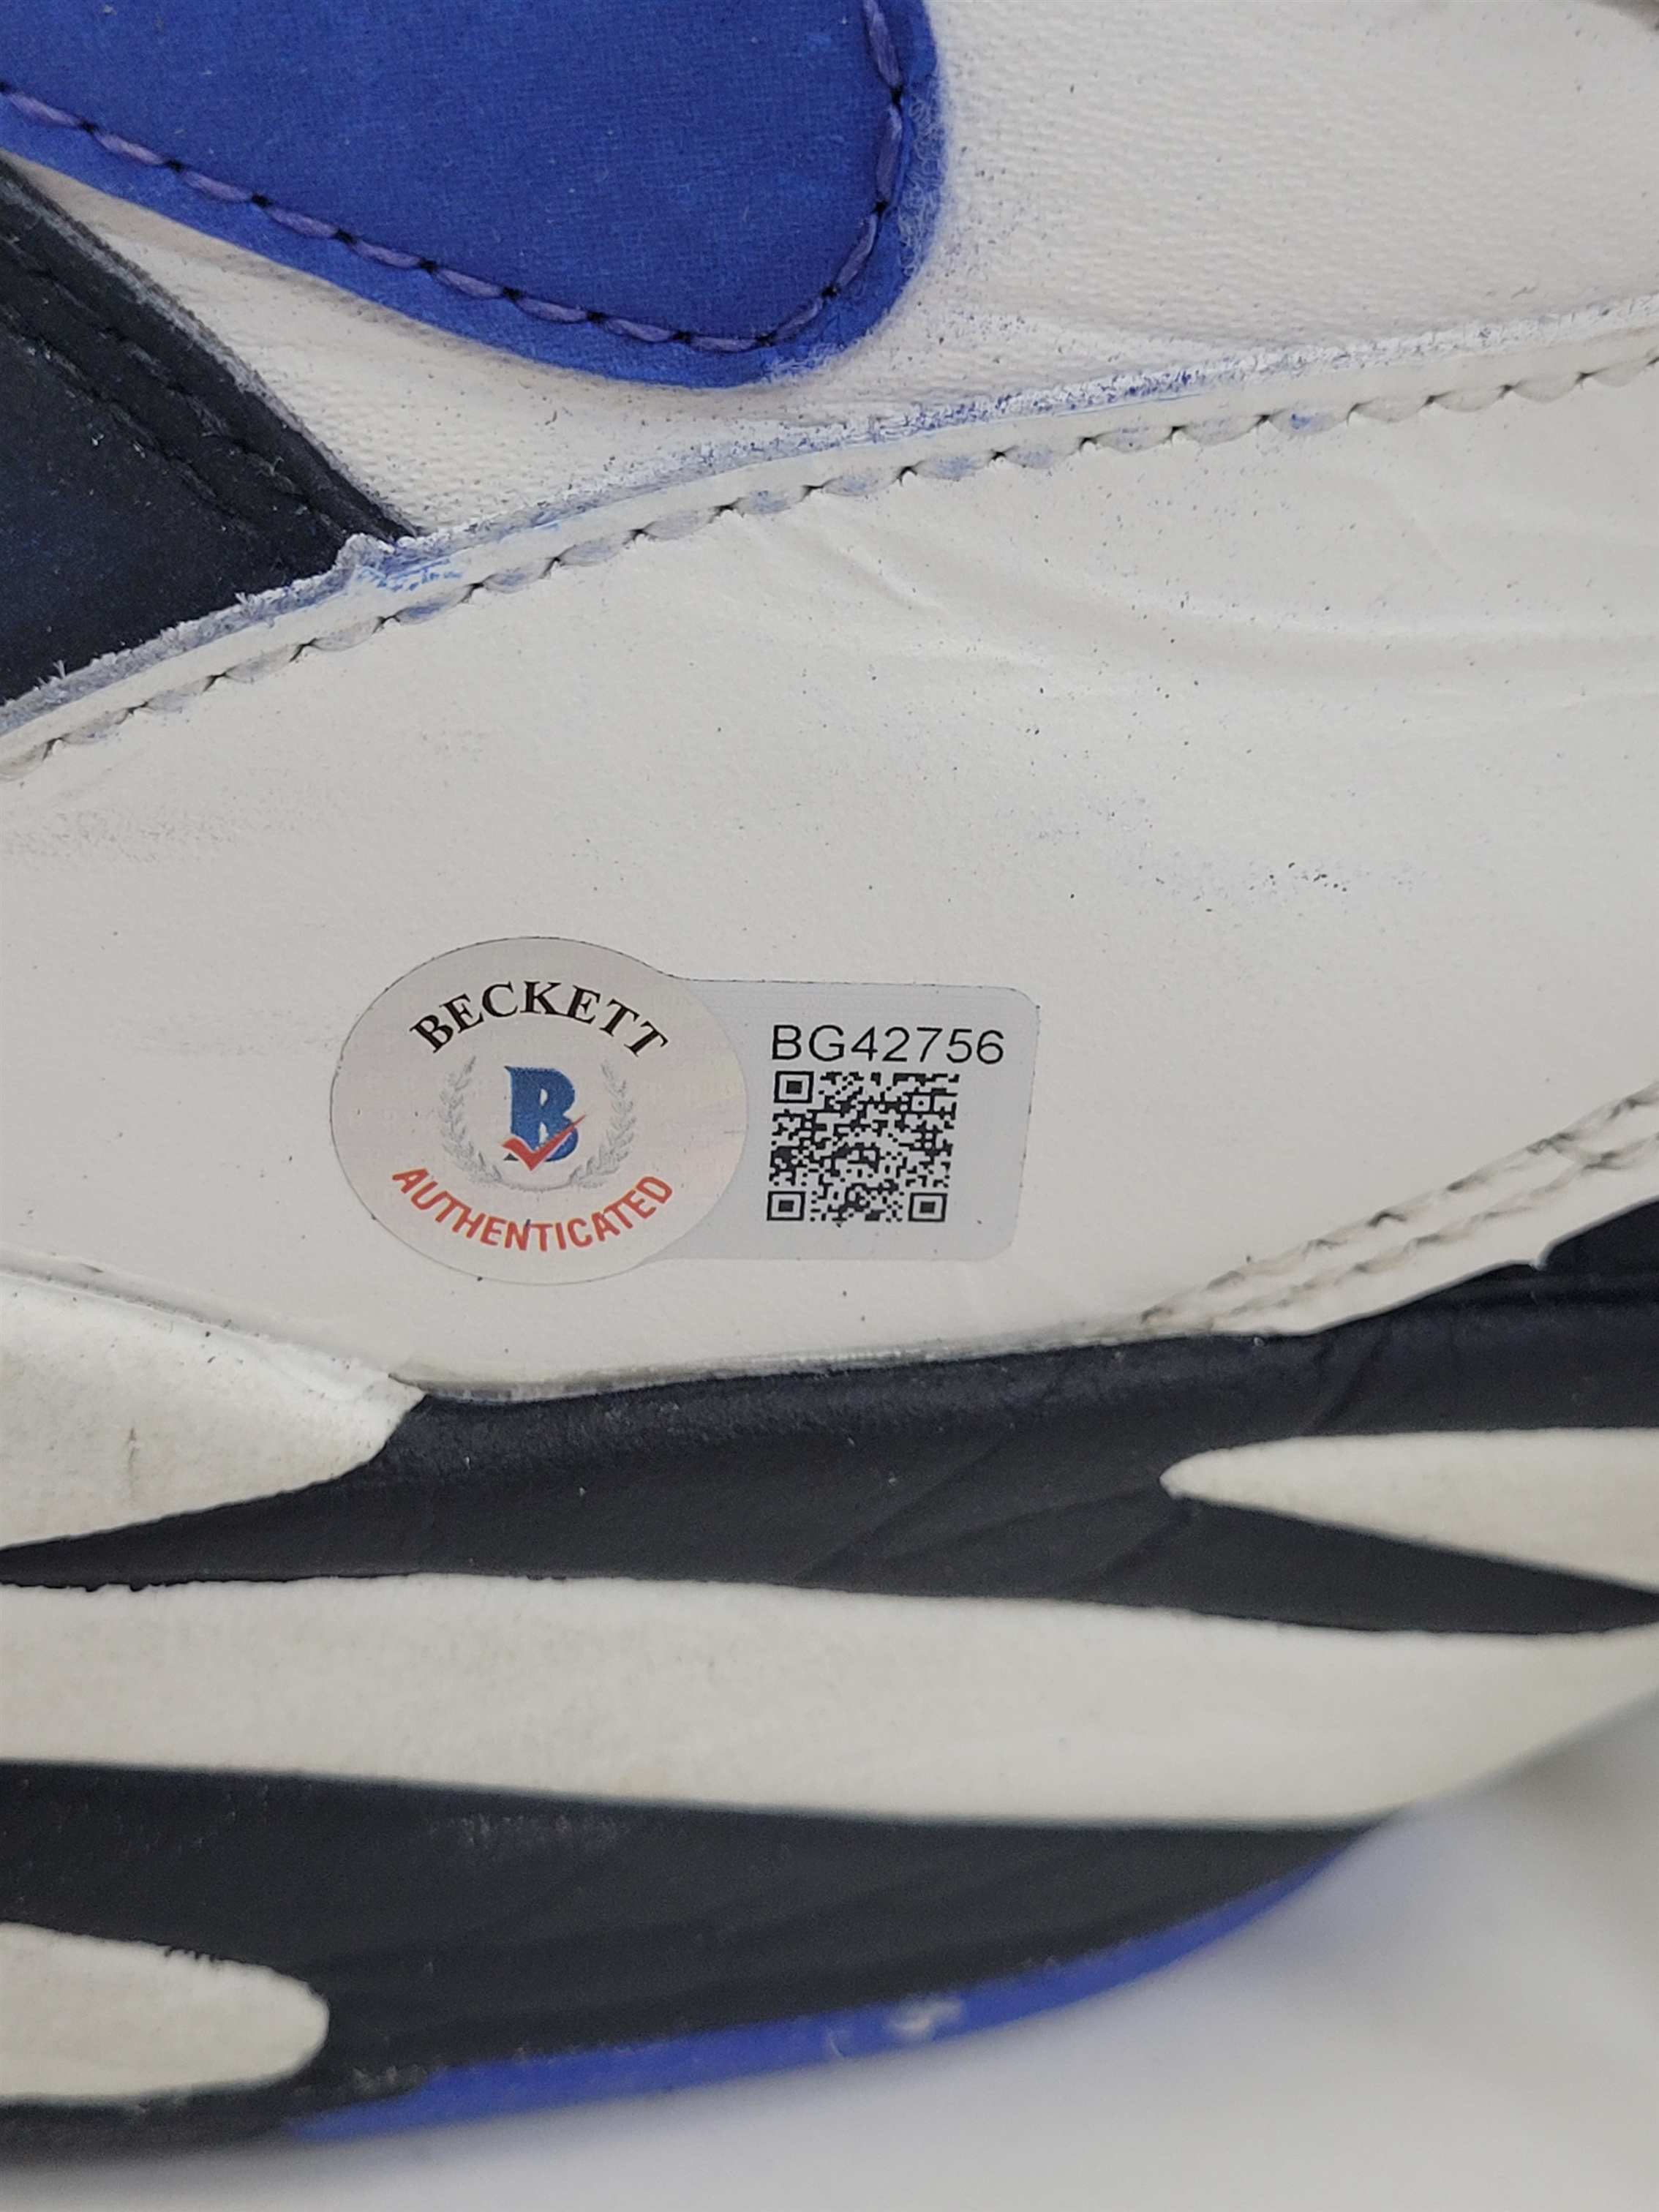 BECKETT
B
AUTHENTICATED
BG42756